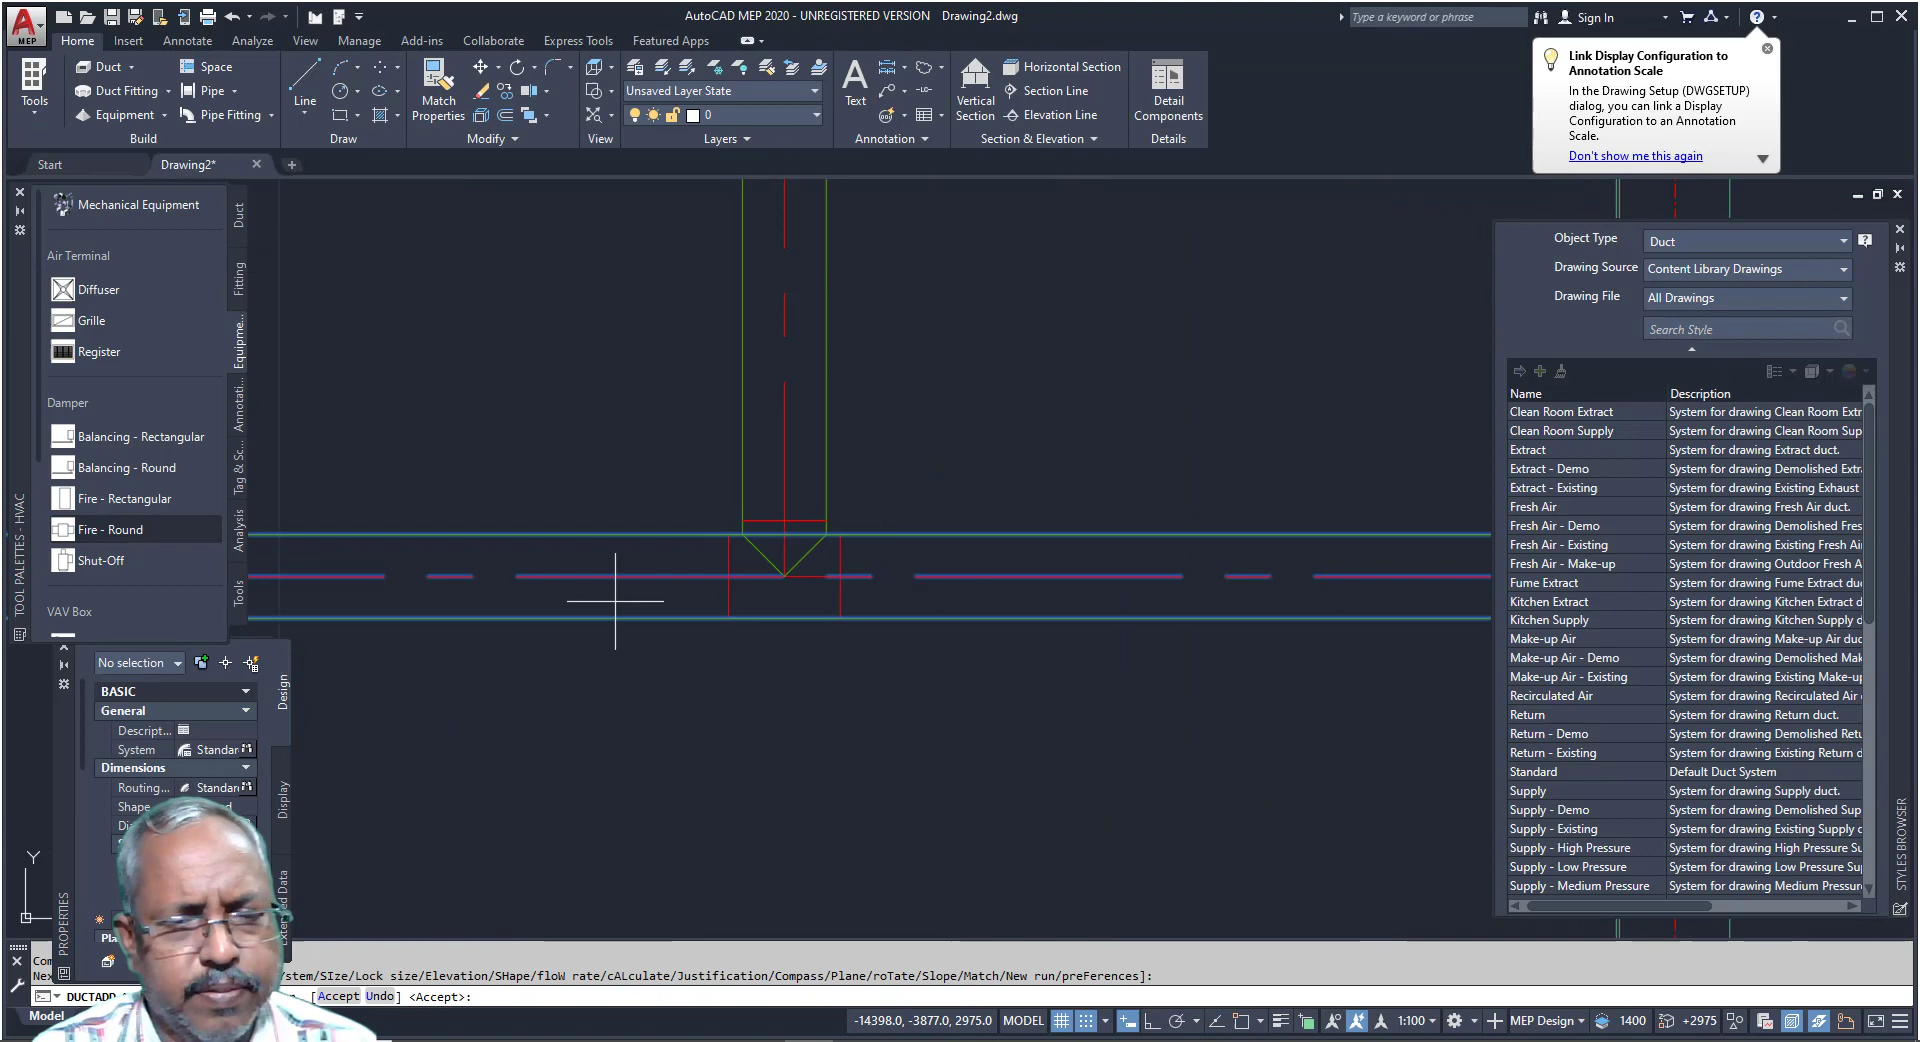 AutoCAD MEP 2020 - UNREGISTERED VERSION Drawing2.dwg
Type a keyword or phrase
Sign In
MEP
Home Insert Annotate Analyze View Manage Add-ins Collaborate Express Tools Featured Apps
Tools
Duct
Duct Fitting
Equipment
Space
Pipe
Pipe Fitting
Build
Line
Draw
Match
Properties
Modify
View
Unsaved Layer State
0
Layers
Text
Annotation
Vertical
Section
Horizontal Section
Section Line
Elevation Line
Section & Elevation
Detail
Components
Details
Link Display Configuration to
Annotation Scale
In the Drawing Setup (DWGSETUP)
dialog, you can link a Display
Configuration to an Annotation
Scale.
Don't show me this again
Start Drawing2*
Mechanical Equipment
Air Terminal
Diffuser
Grille
Register
Damper
Balancing - Rectangular
Balancing - Round
Fire - Rectangular
Fire - Round
Shut-Off
VAV Box
TOOL PALETTES - HVAC
Duct
Fitting
Equipme...
Annotati...
Tag & Sc...
Analysis
Tools
No selection
BASIC
General
Descript...
System Standar
Dimensions
Routing... Standar
Shape
Design
Display
Extended Data
PROPERTIES
Object Type Duct
Drawing Source Content Library Drawings
Drawing File All Drawings
Search Style
Name Description
Clean Room Extract System for drawing Clean Room Extr
Clean Room Supply System for drawing Clean Room Sup
Extract System for drawing Extract duct.
Extract - Demo System for drawing Demolished Extr
Extract - Existing System for drawing Existing Exhaust
Fresh Air System for drawing Fresh Air duct.
Fresh Air - Demo System for drawing Demolished Fres
Fresh Air - Existing System for drawing Existing Fresh Ai
Fresh Air - Make-up System for drawing Outdoor Fresh A
Fume Extract System for drawing Fume Extract duc
Kitchen Extract System for drawing Kitchen Extract d
Kitchen Supply System for drawing Kitchen Supply d
Make-up Air System for drawing Make-up Air duc
Make-up Air - Demo System for drawing Demolished Mak
Make-up Air - Existing System for drawing Existing Make-up
Recirculated Air System for drawing Recirculated Air
Return System for drawing Return duct.
Return - Demo System for drawing Demolished Retu
Return - Existing System for drawing Existing Return d
Standard Default Duct System
Supply System for drawing Supply duct.
Supply - Demo System for drawing Demolished Sup
Supply - Existing System for drawing Existing Supply d
Supply - High Pressure System for drawing High Pressure Su
Supply - Low Pressure System for drawing Low Pressure Sup
Supply - Medium Pressure System for drawing Medium Pressure
STYLES BROWSER
Y
stem/SIze/Lock size/Elevation/SHape/floW rate/cALculate/Justification/Compass/Plane/roTate/Slope/Match/New run/preFerences]:
DUCTADD [Accept Undo] <Accept>:
Model
-14398.0, -3877.0, 2975.0 MODEL 1:100 MEP Design 1400 +2975